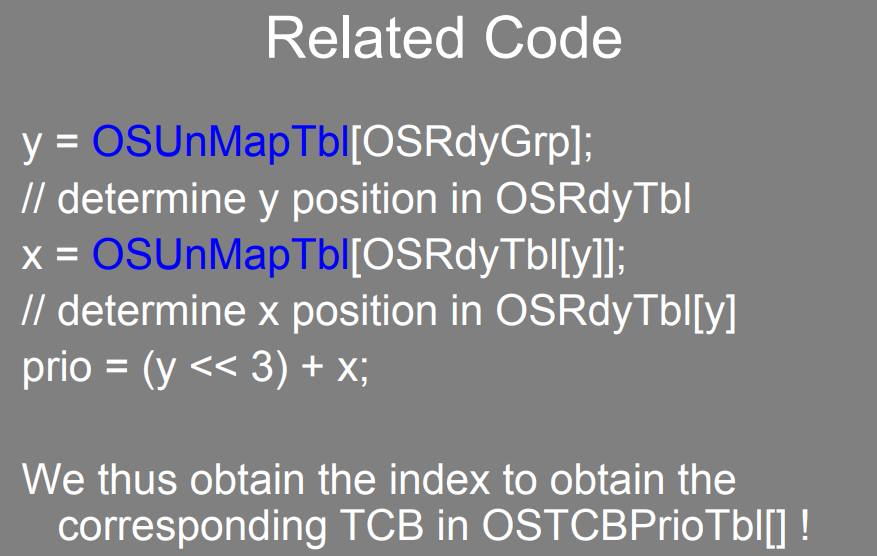 Related Code
y = OSUnMapTbl[OSRdyGrp];
// determine y position in OSRdyTbl
x = OSUnMapTbl[OSRdyTbl[y]];
// determine x position in OSRdyTbl[y]
prio = (y << 3) + x;
We thus obtain the index to obtain the
corresponding TCB in OSTCBPrioTbl[] !